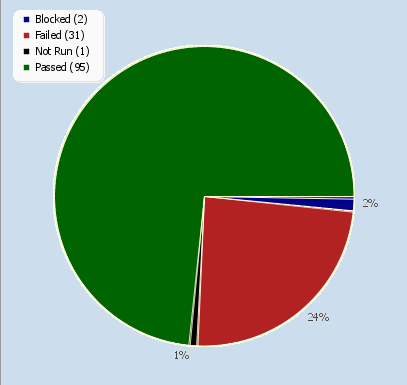 Blocked (2)
Failed (31)
Not Run (1)
Passed (95)
2%
24%
1%